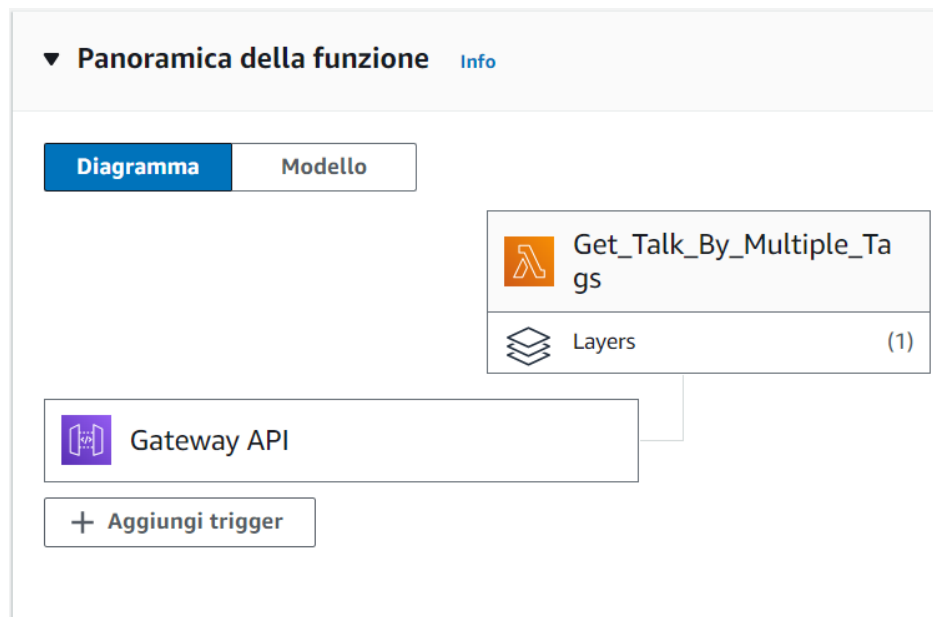 Panoramica della funzione Info
Diagramma Modello
Get_Talk_By_Multiple_Ta
gs
Layers (1)
Gateway API
Aggiungi trigger